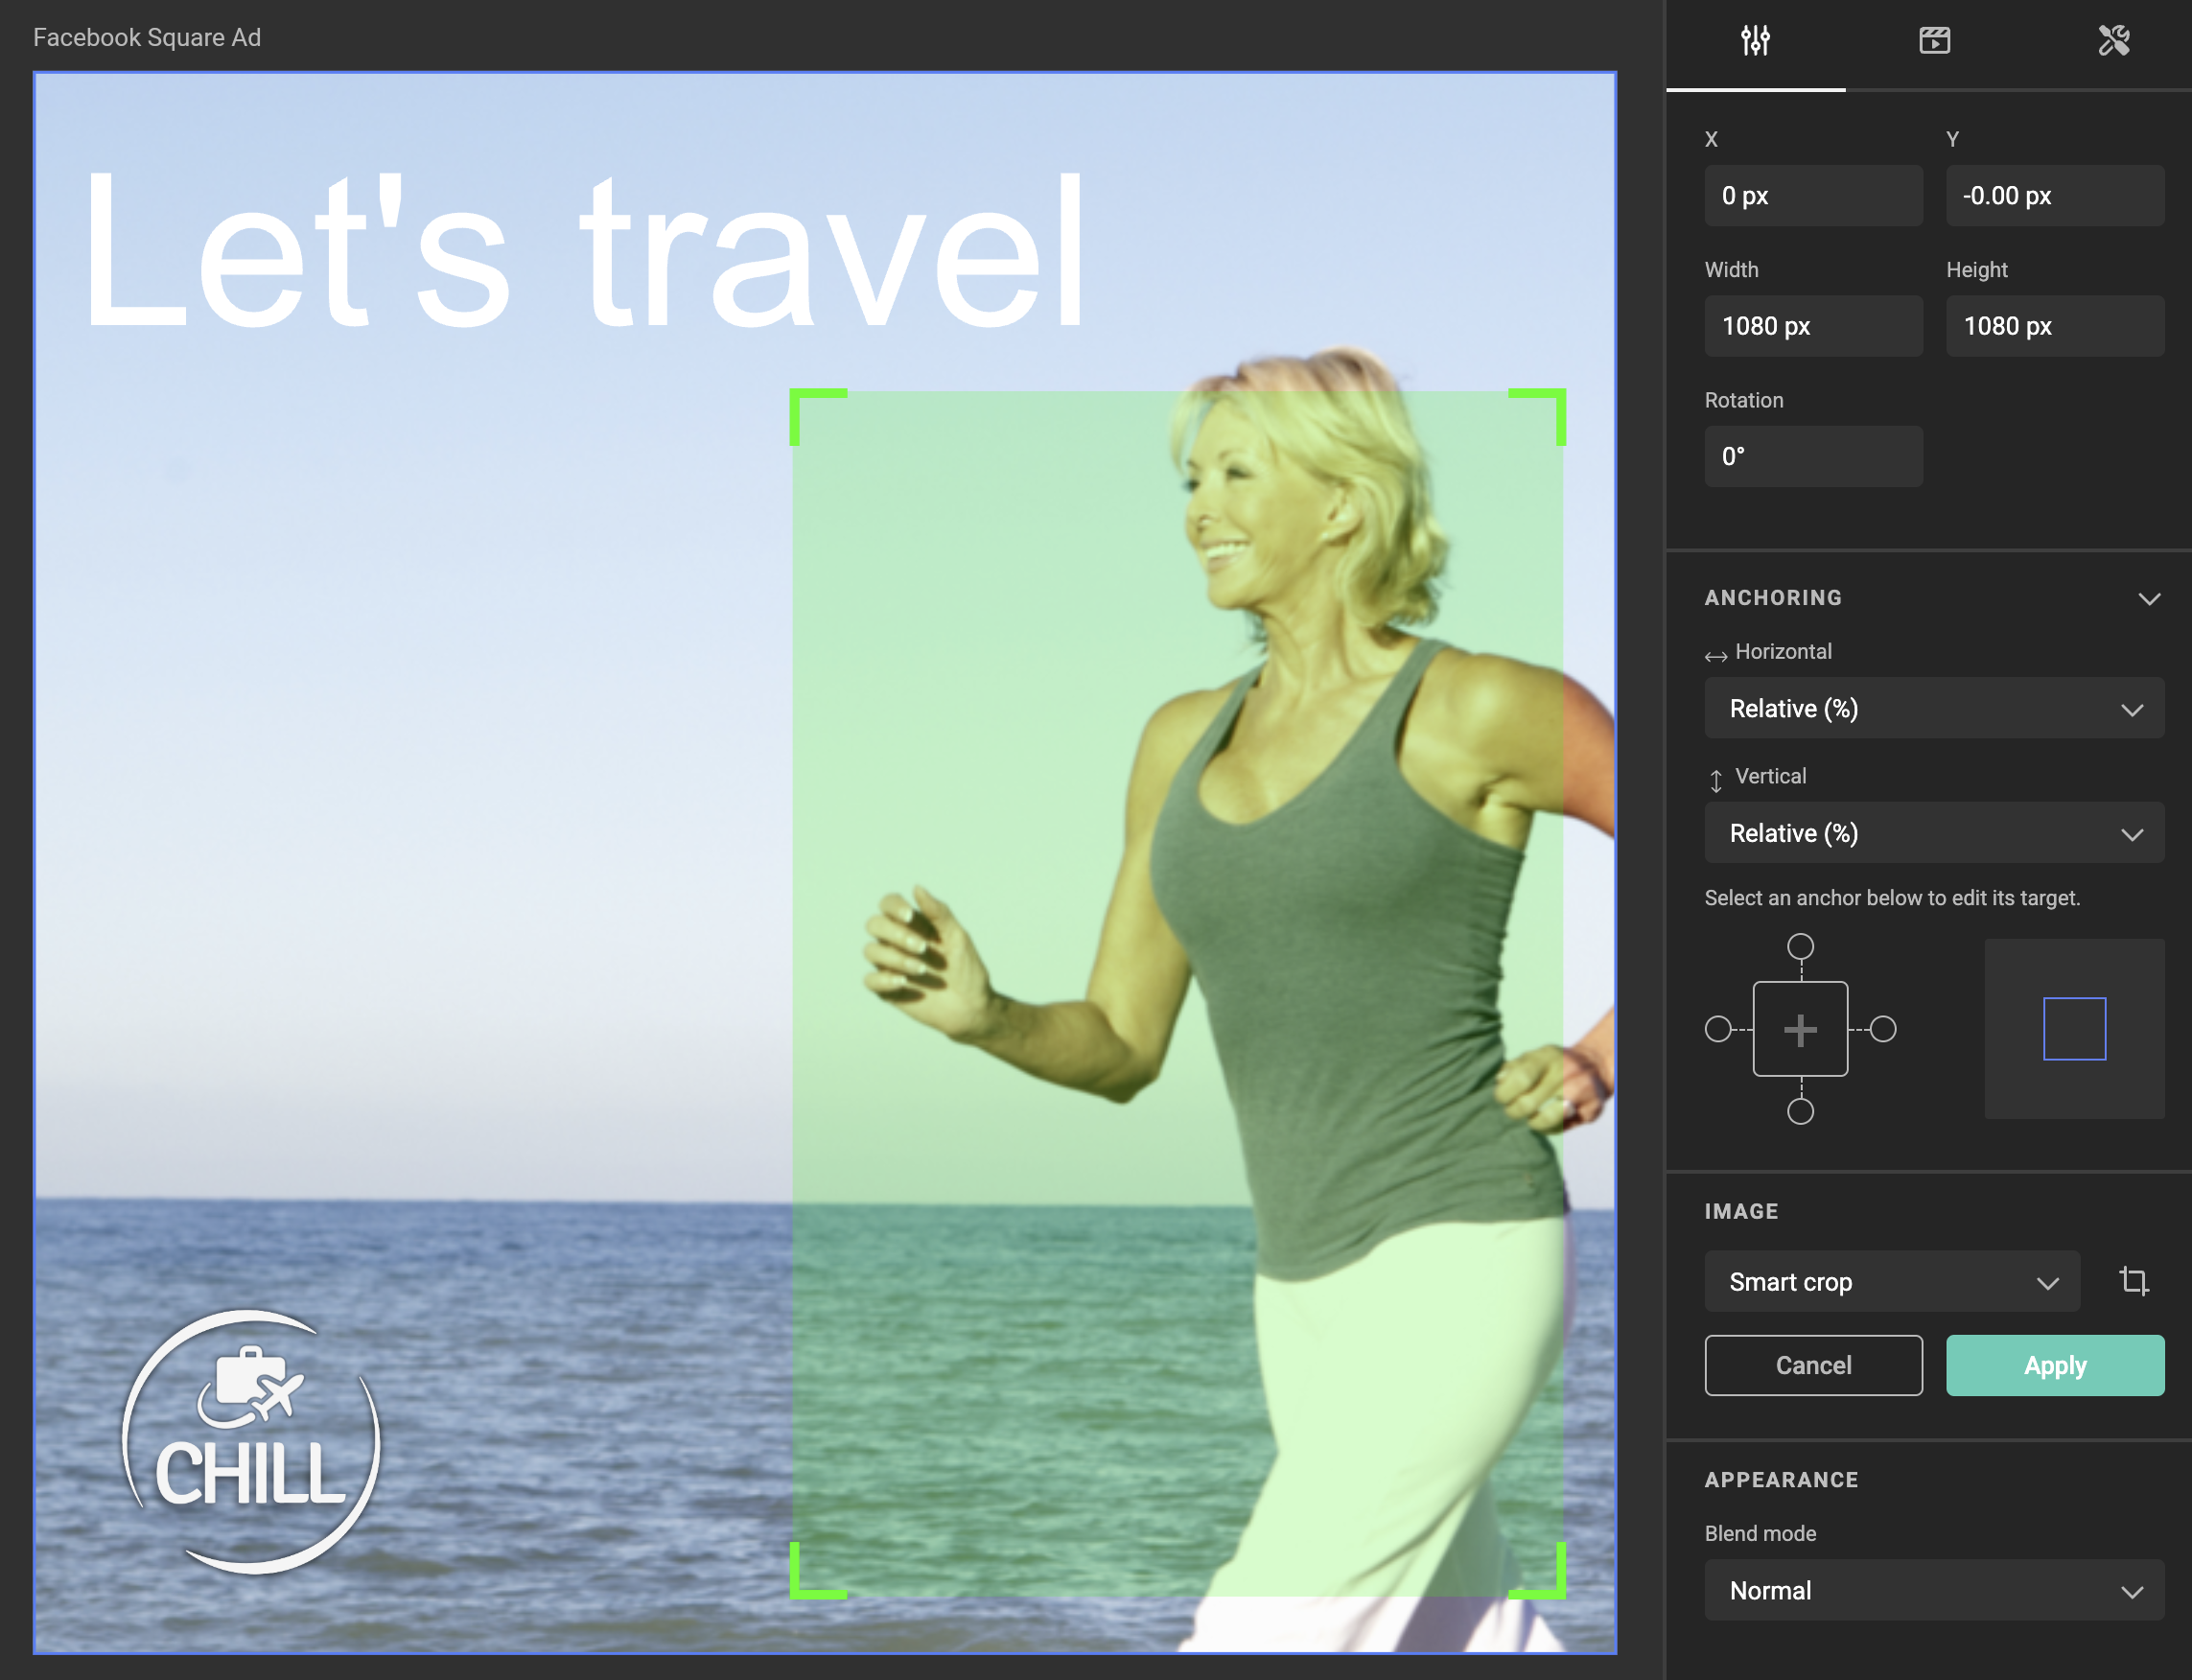 Facebook Square Ad
Let's travel
CHILL
X
Y
0 px
-0.00 px
Width
Height
1080 px
1080 px
Rotation
0°
ANCHORING
Horizontal
Relative (%)
Vertical
Relative (%)
Select an anchor below to edit its target.
IMAGE
Smart crop
Cancel
Apply
APPEARANCE
Blend mode
Normal